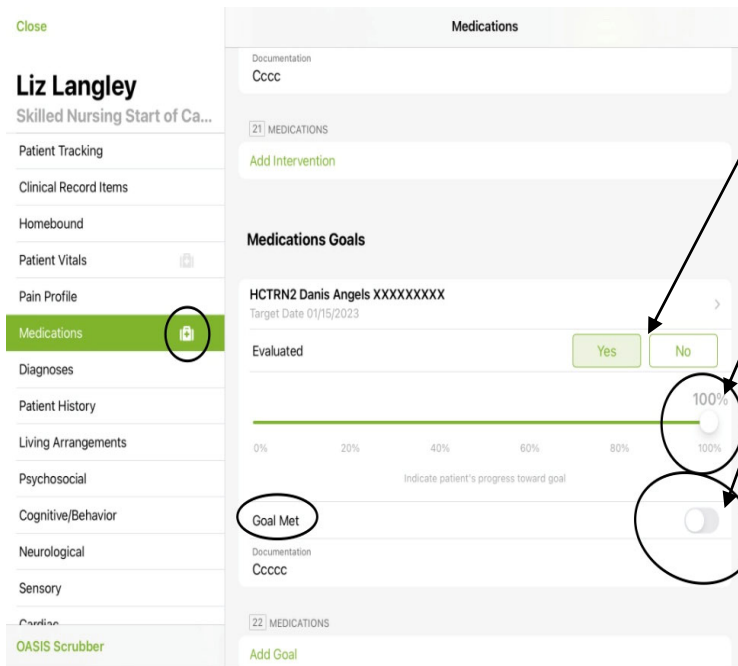 Close
Medications
Liz Langley
Skilled Nursing Start of Ca...
Patient Tracking
Clinical Record Items
Homebound
Patient Vitals
Pain Profile
Medications
Diagnoses
Patient History
Living Arrangements
Psychosocial
Cognitive/Behavior
Neurological
Sensory
Cardiac
OASIS Scrubber
Documentation
Cccc
21 MEDICATIONS
Add Intervention
Medications Goals
HCTRN2 Danis Angels XXXXXXXXX
Target Date 01/15/2023
Evaluated Yes No
100%
0% 20% 40% 60% 80% 100%
Indicate patient's progress toward goal
Goal Met
Documentation
Ccccc
22 MEDICATIONS
Add Goal